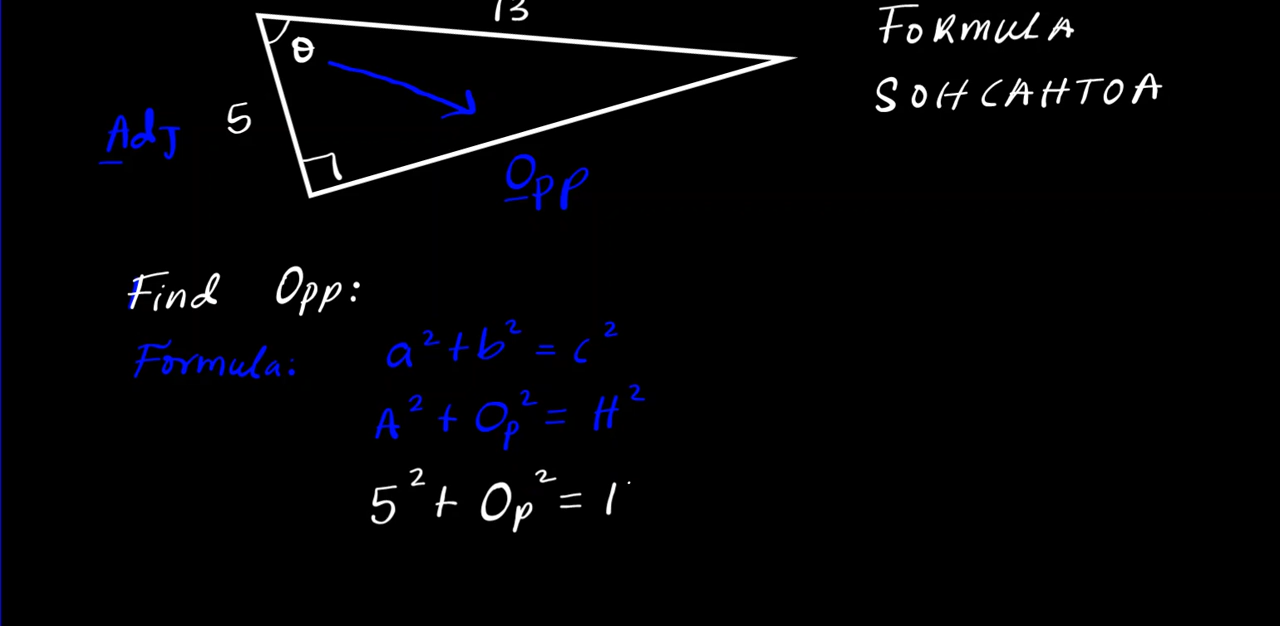 13
FORMULA
θ
SOHCAHTOA
Adj 5
Opp
Find Opp:
Formula: a² + b² = c²
A² + Op² = H²
5² + Op² = 1